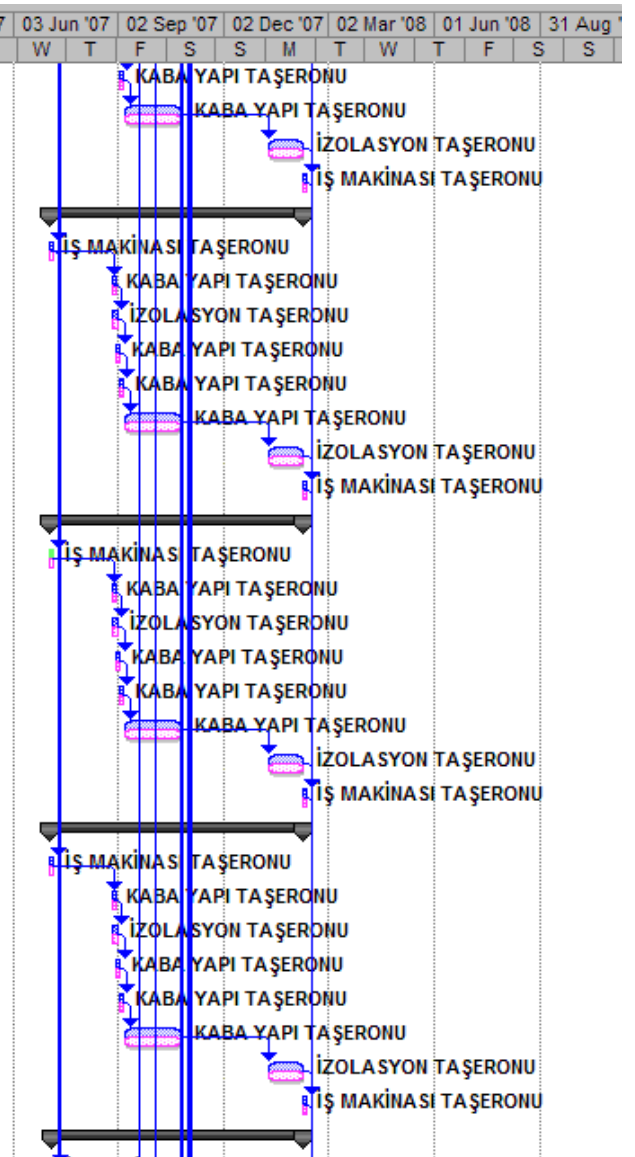 7 03 Jun '07 02 Sep '07 02 Dec '07 02 Mar '08 01 Jun '08 31 Aug '
W T F S S M T W T F S S
KABA YAPI TAŞERONU
KABA YAPI TAŞERONU
İZOLASYON TAŞERONU
İŞ MAKİNASI TAŞERONU
İŞ MAKİNASI TAŞERONU
KABA YAPI TAŞERONU
İZOLASYON TAŞERONU
KABA YAPI TAŞERONU
KABA YAPI TAŞERONU
KABA YAPI TAŞERONU
İZOLASYON TAŞERONU
İŞ MAKİNASI TAŞERONU
İŞ MAKİNASI TAŞERONU
KABA YAPI TAŞERONU
İZOLASYON TAŞERONU
KABA YAPI TAŞERONU
KABA YAPI TAŞERONU
KABA YAPI TAŞERONU
İZOLASYON TAŞERONU
İŞ MAKİNASI TAŞERONU
İŞ MAKİNASI TAŞERONU
KABA YAPI TAŞERONU
İZOLASYON TAŞERONU
KABA YAPI TAŞERONU
KABA YAPI TAŞERONU
KABA YAPI TAŞERONU
İZOLASYON TAŞERONU
İŞ MAKİNASI TAŞERONU